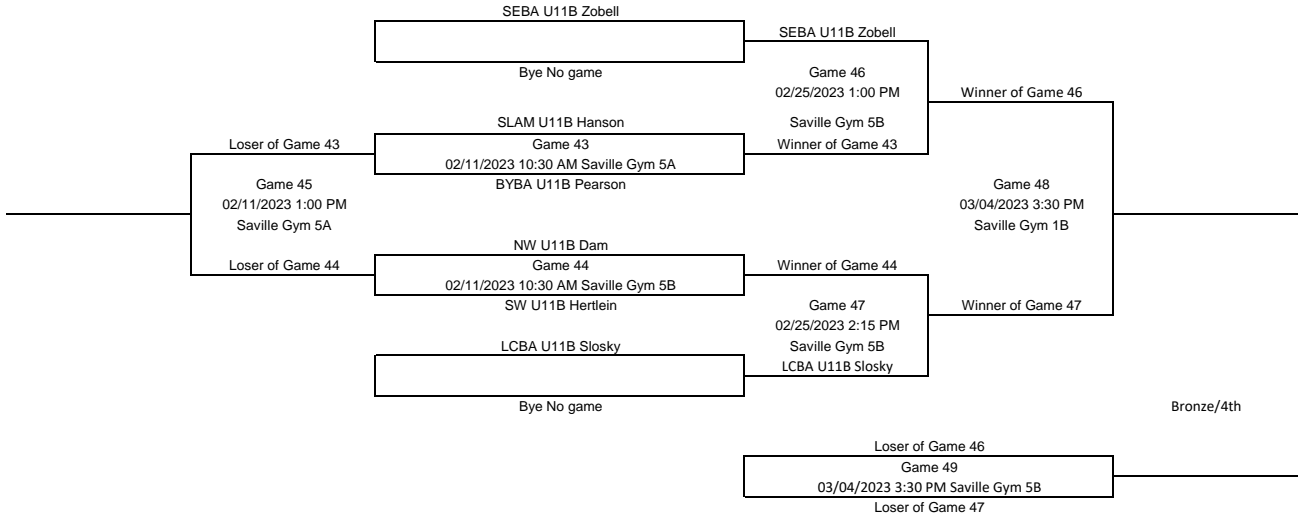 SEBA U11B Zobell
SEBA U11B Zobell
Bye No game
Game 46
02/25/2023 1:00 PM
Winner of Game 46
SLAM U11B Hanson
Saville Gym 5B
Loser of Game 43
Game 43
Winner of Game 43
02/11/2023 10:30 AM Saville Gym 5A
BYBA U11B Pearson
Game 45
02/11/2023 1:00 PM
Saville Gym 5A
Game 48
03/04/2023 3:30 PM
Saville Gym 1B
NW U11B Dam
Loser of Game 44
Game 44
Winner of Game 44
02/11/2023 10:30 AM Saville Gym 5B
SW U11B Hertlein
Game 47
Winner of Game 47
02/25/2023 2:15 PM
LCBA U11B Slosky
Saville Gym 5B
LCBA U11B Slosky
Bye No game
Bronze/4th
Loser of Game 46
Game 49
03/04/2023 3:30 PM Saville Gym 5B
Loser of Game 47